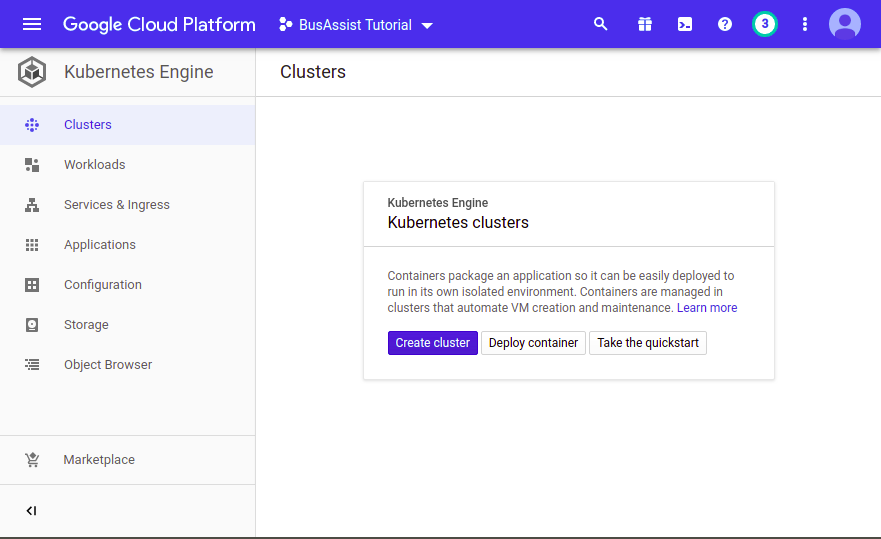 Google Cloud Platform
BusAssist Tutorial
3
Kubernetes Engine
Clusters
Clusters
Workloads
Services & Ingress
Applications
Configuration
Storage
Object Browser
Marketplace
Kubernetes Engine
Kubernetes clusters
Containers package an application so it can be easily deployed to
run in its own isolated environment. Containers are managed in
clusters that automate VM creation and maintenance. Learn more
Create cluster
Deploy container
Take the quickstart